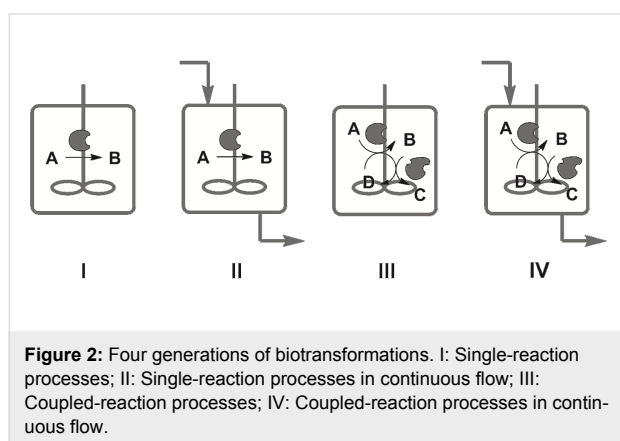 A B
A B
A B D C
A B D C
I II III IV
Figure 2: Four generations of biotransformations. I: Single-reaction
processes; II: Single-reaction processes in continuous flow; III:
Coupled-reaction processes; IV: Coupled-reaction processes in contin-
uous flow.